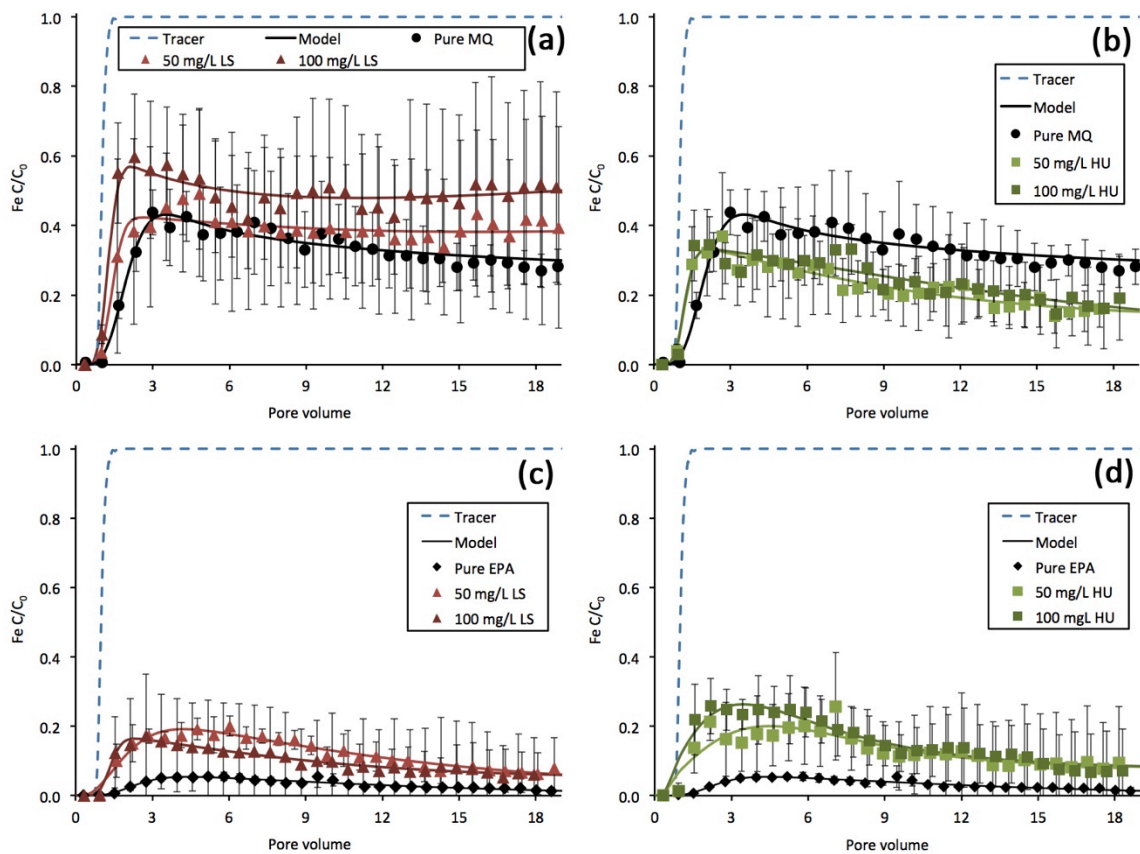 (a)
Tracer Model Pure MQ
50 mg/L LS 100 mg/L LS
Fe C/C0
1.0
0.8
0.6
0.4
0.2
0.0
0 3 6 9 12 15 18
Pore volume
(b)
Tracer
Model
Pure MQ
50 mg/L HU
100 mg/L HU
Fe C/C0
1.0
0.8
0.6
0.4
0.2
0.0
0 3 6 9 12 15 18
Pore volume
(c)
Tracer
Model
Pure EPA
50 mg/L LS
100 mg/L LS
Fe C/C0
1.0
0.8
0.6
0.4
0.2
0.0
0 3 6 9 12 15 18
Pore volume
(d)
Tracer
Model
Pure EPA
50 mg/L HU
100 mgL HU
Fe C/C0
1.0
0.8
0.6
0.4
0.2
0.0
0 3 6 9 12 15 18
Pore volume